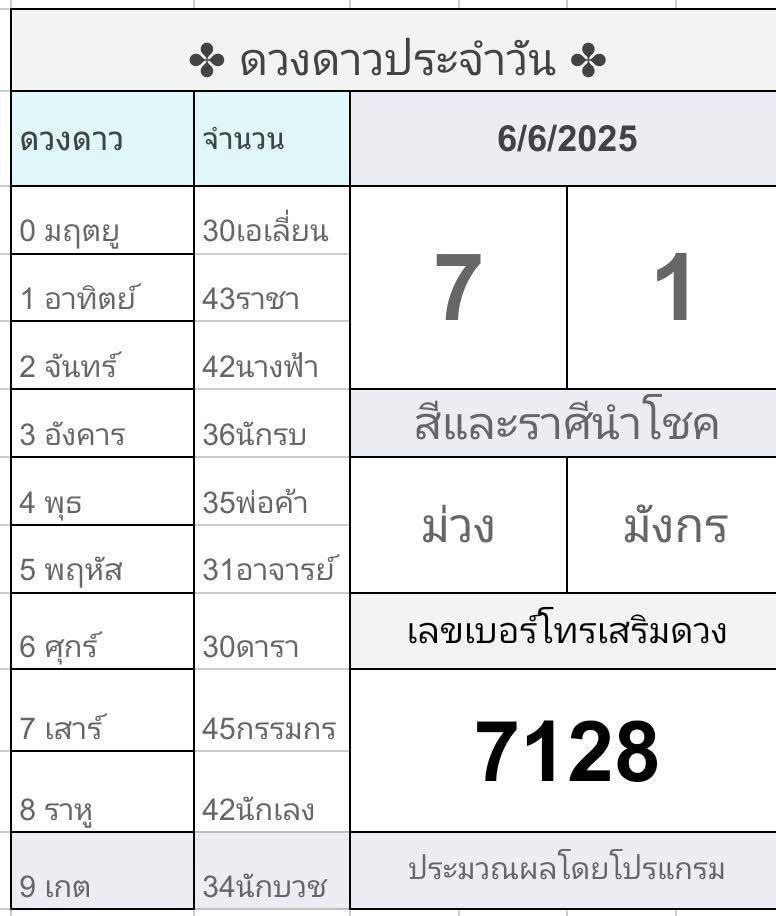 ✤ ดวงดาวประจำวัน ✤
ดวงดาว จำนวน 6/6/2025
0 มฤตยู 30เอเลี่ยน
7 1
1 อาทิตย์ 43ราชา
2 จันทร์ 42นางฟ้า
3 อังคาร 36นักรบ
สีและราศีนำโชค
4 พุธ 35พ่อค้า
ม่วง มังกร
5 พฤหัส 31อาจารย์
6 ศุกร์ 30ดารา
เลขเบอร์โทรเสริมดวง
7 เสาร์ 45กรรมกร
7128
8 ราหู 42นักเลง
9 เกต 34นักบวช
ประมวณผลโดยโปรแกรม